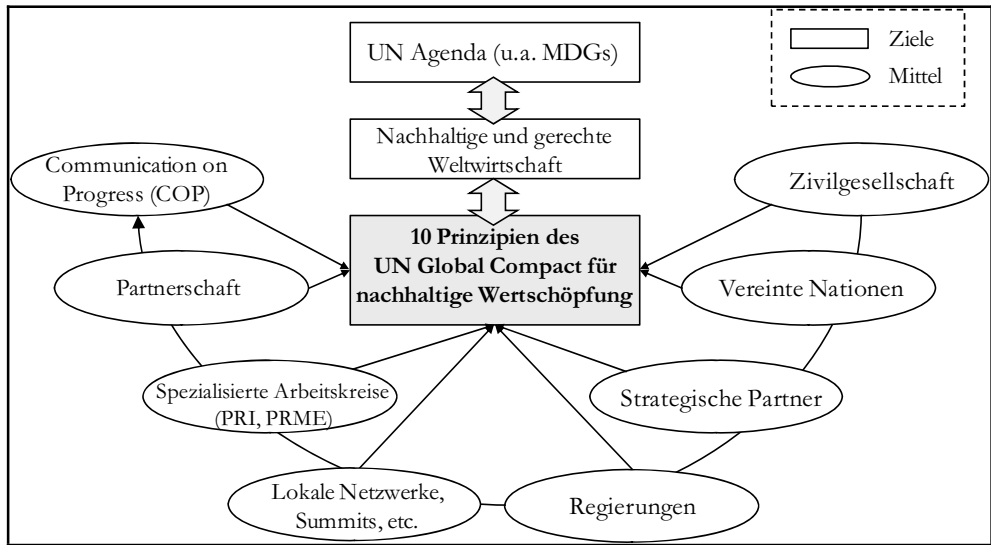 UN Agenda (u.a. MDGs)
Ziele
Mittel
Nachhaltige und gerechte
Weltwirtschaft
Communication on
Progress (COP)
Zivilgesellschaft
10 Prinzipien des
UN Global Compact für
nachhaltige Wertschöpfung
Partnerschaft
Vereinte Nationen
Spezialisierte Arbeitskreise
(PRI, PRME)
Strategische Partner
Lokale Netzwerke,
Summits, etc.
Regierungen